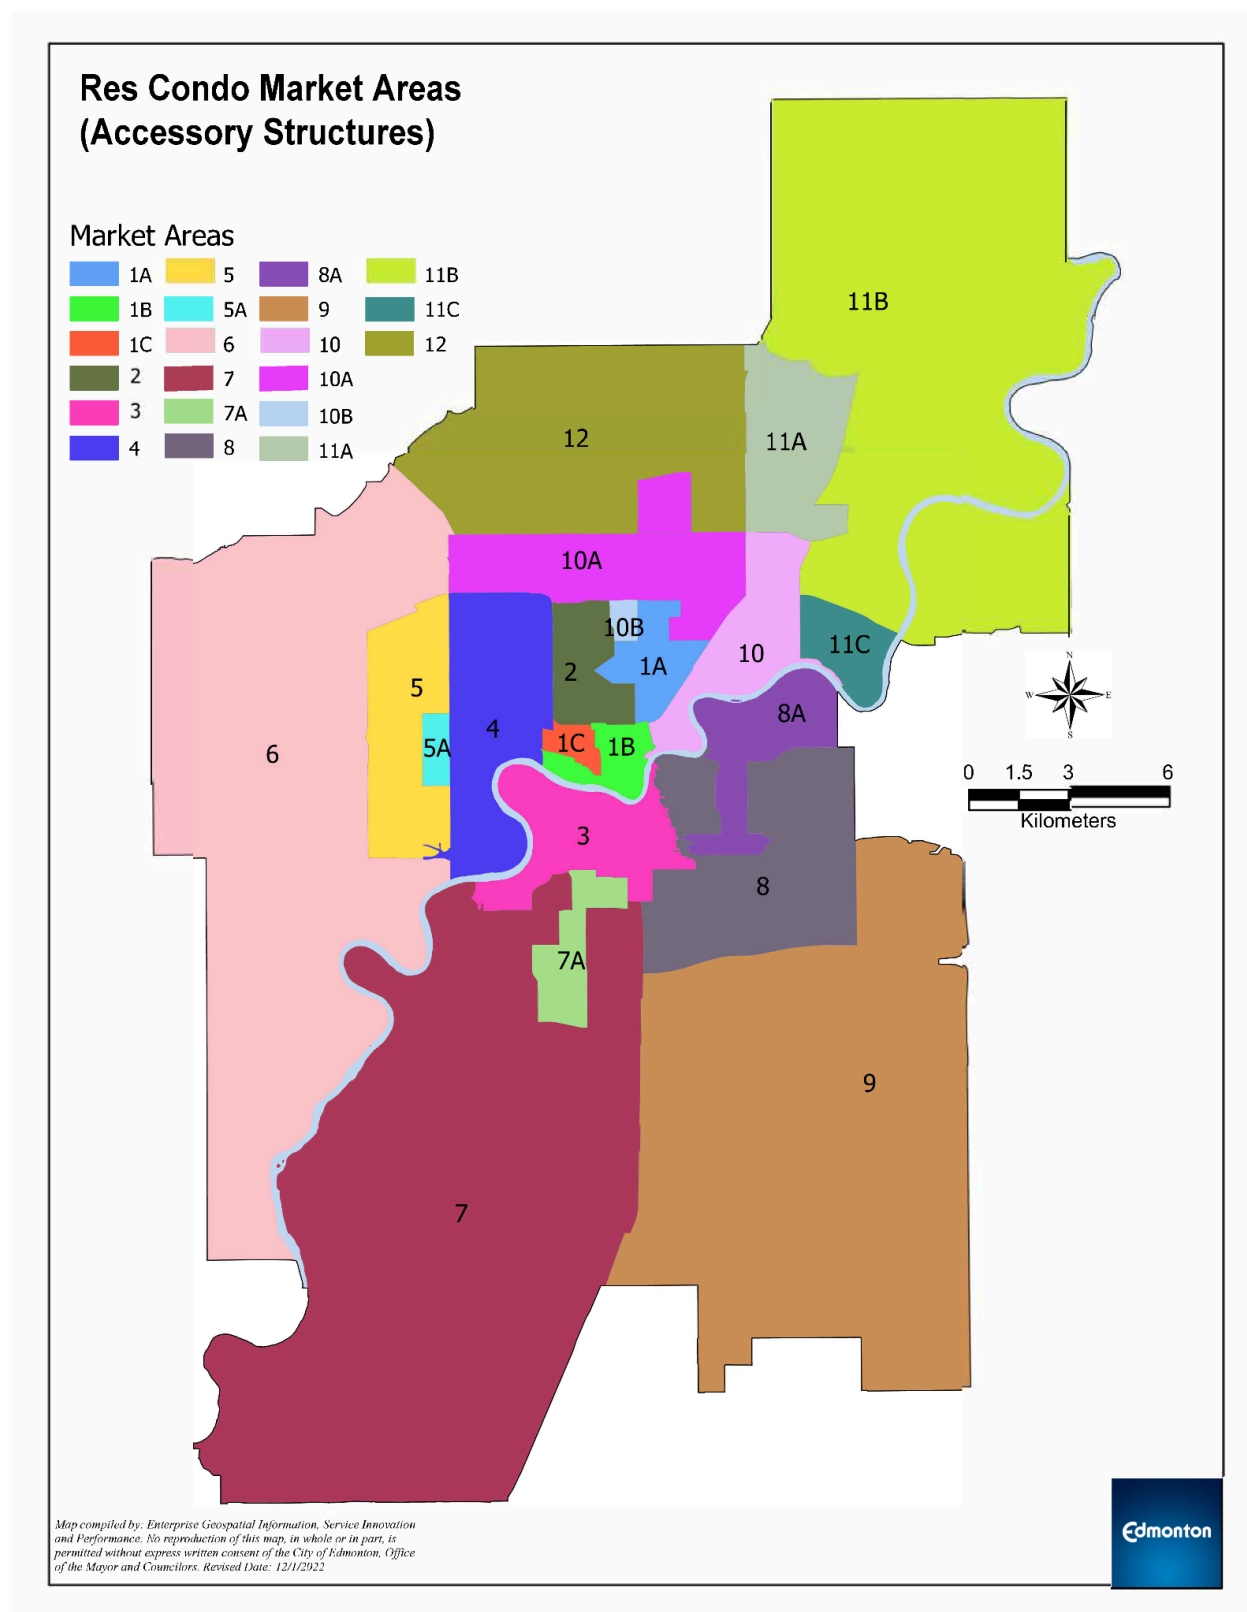 Res Condo Market Areas
(Accessory Structures)
Market Areas
1A 5 8A 11B
1B 5A 9 11C
1C 6 10 12
2 7 10A
3 7A 10B
4 8 11A
11B
12
11A
10A
10B
10
11C
2
1A
5
8A
4
1C
1B
5A
6
3
8
7A
9
7
N
W E
S
0 1.5 3 6
Kilometers
Map compiled by: Enterprise Geospatial Information, Service Innovation
and Performance. No reproduction of this map, in whole or in part, is
permitted without express written consent of the City of Edmonton, Office
of the Mayor and Councilors. Revised Date: 12/1/2022
Edmonton